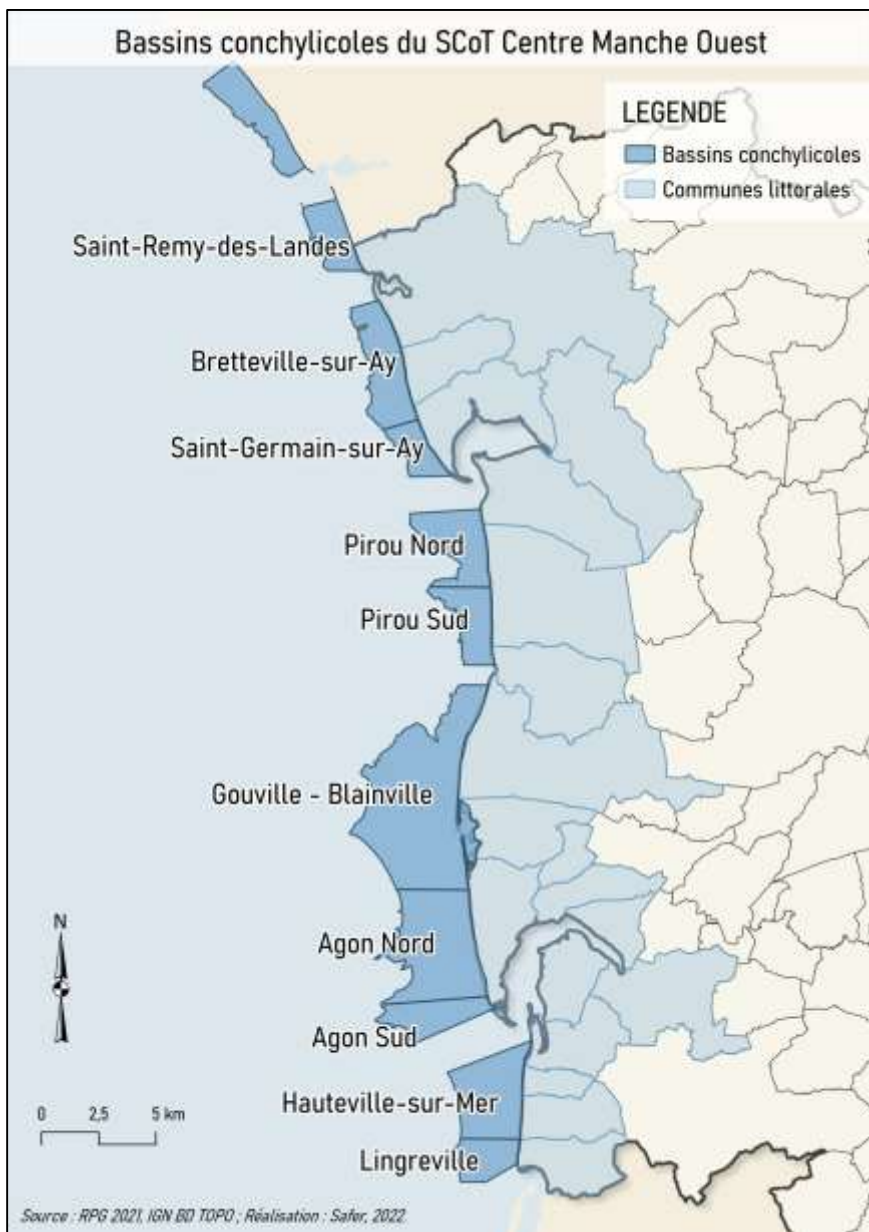 Bassins conchylicoles du SCoT Centre Manche Ouest
LEGENDE
Bassins conchylicoles
Communes littorales
Saint-Remy-des-Landes
Bretteville-sur-Ay
Saint-Germain-sur-Ay
Pirou Nord
Pirou Sud
Gouville - Blainville
Agon Nord
N
Agon Sud
Hauteville-sur-Mer
0 2,5 5 km
Lingreville
Source : RPG 2021, IGN BD TOPO ; Réalisation : Safer, 2022.